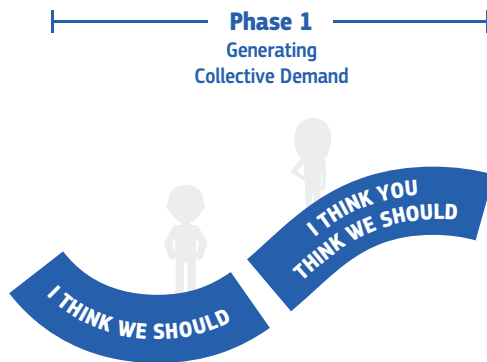 Phase 1
Generating
Collective Demand
I THINK YOU
THINK WE SHOULD
I THINK WE SHOULD